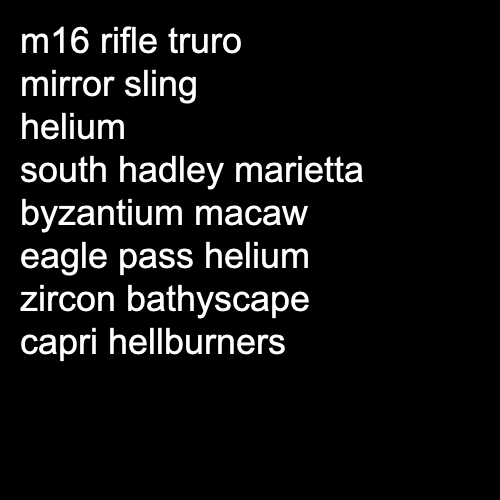 m16 rifle truro
mirror sling
helium
south hadley marietta
byzantium macaw
eagle pass helium
zircon bathyscape
capri hellburners